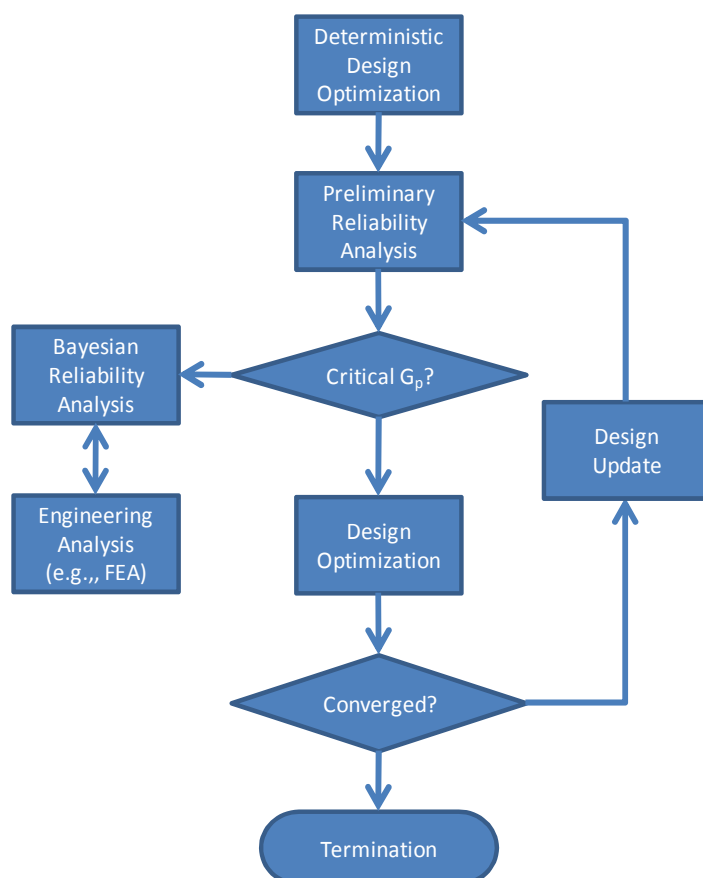 Deterministic
Design
Optimization
Preliminary
Reliability
Analysis
Bayesian
Reliability
Analysis
Critical Gp?
Design
Update
Engineering
Analysis
(e.g.,, FEA)
Design
Optimization
Converged?
Termination